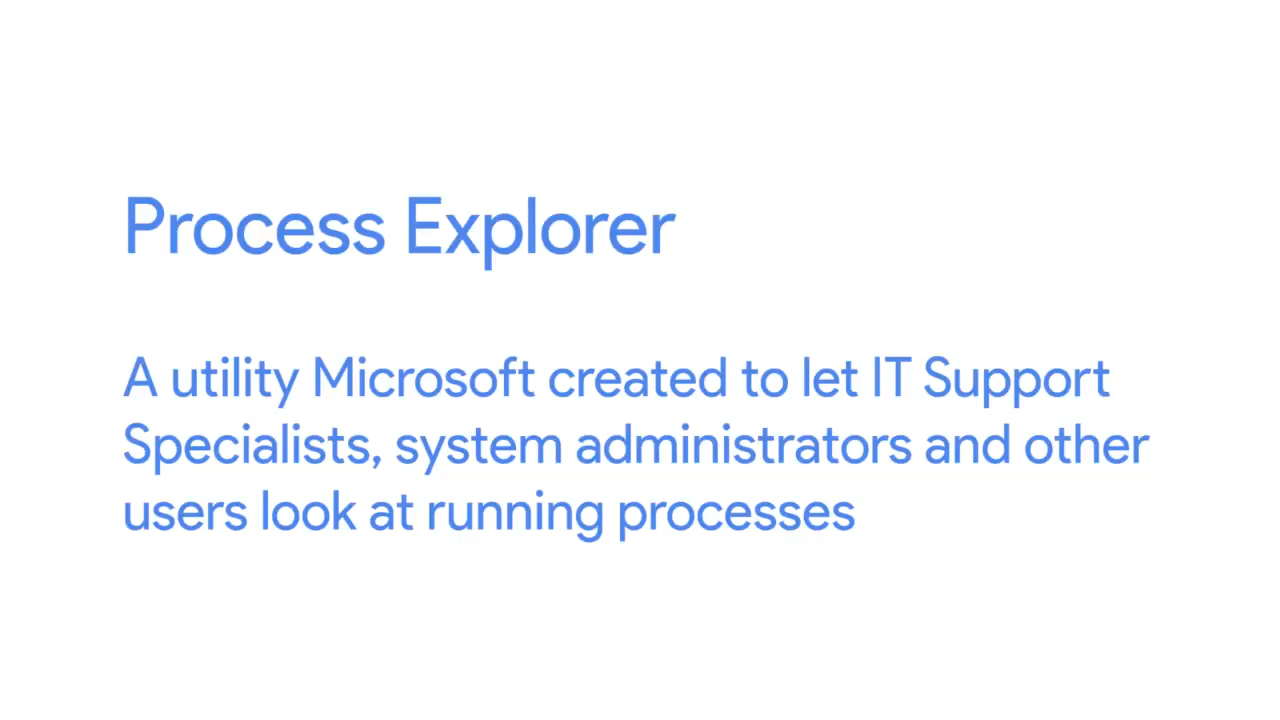 Process Explorer
A utility Microsoft created to let IT Support
Specialists, system administrators and other
users look at running processes